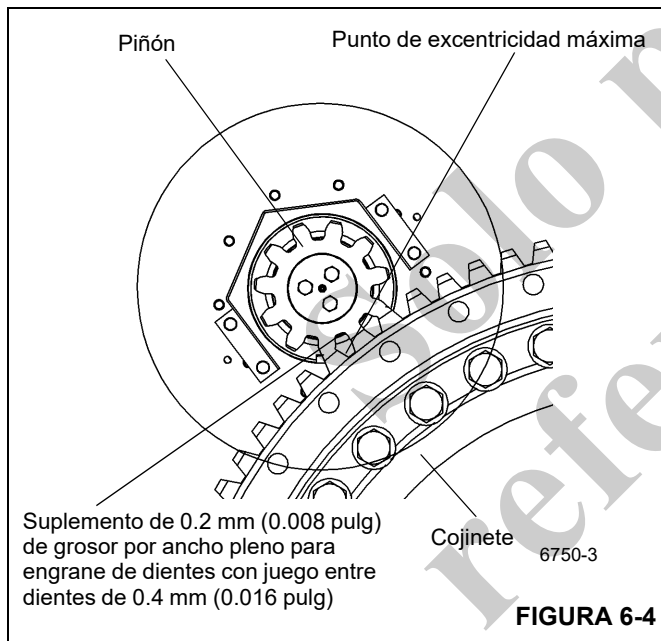 Piñón
Punto de excentricidad máxima
Suplemento de 0.2 mm (0.008 pulg)
de grosor por ancho pleno para
engrane de dientes con juego entre
dientes de 0.4 mm (0.016 pulg)
Cojinete
6750-3
FIGURA 6-4
Solo p
refe